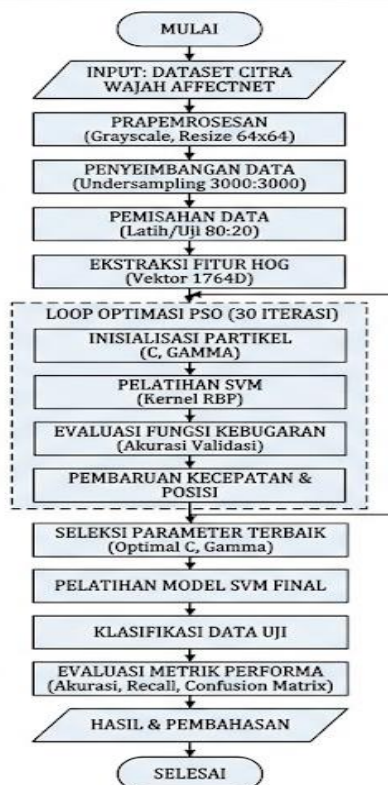 MULAI
INPUT: DATASET CITRA
WAJAH AFFECTNET
PRAPEMROSESAN
(Grayscale, Resize 64x64)
PENYEIMBANGAN DATA
(Undersampling 3000:3000)
PEMISAHAN DATA
(Latih/Uji 80:20)
EKSTRAKSI FITUR HOG
(Vektor 1764D)
LOOP OPTIMASI PSO (30 ITERASI)
INISIALISASI PARTIKEL
(C, GAMMA)
PELATIHAN SVM
(Kernel RBP)
EVALUASI FUNGSI KEBUGARAN
(Akurasi Validasi)
PEMBARUAN KECEPATAN &
POSISI
SELEKSI PARAMETER TERBAIK
(Optimal C, Gamma)
PELATIHAN MODEL SVM FINAL
KLASIFIKASI DATA UJI
EVALUASI METRIK PERFORMA
(Akurasi, Recall, Confusion Matrix)
HASIL & PEMBAHASAN
SELESAI